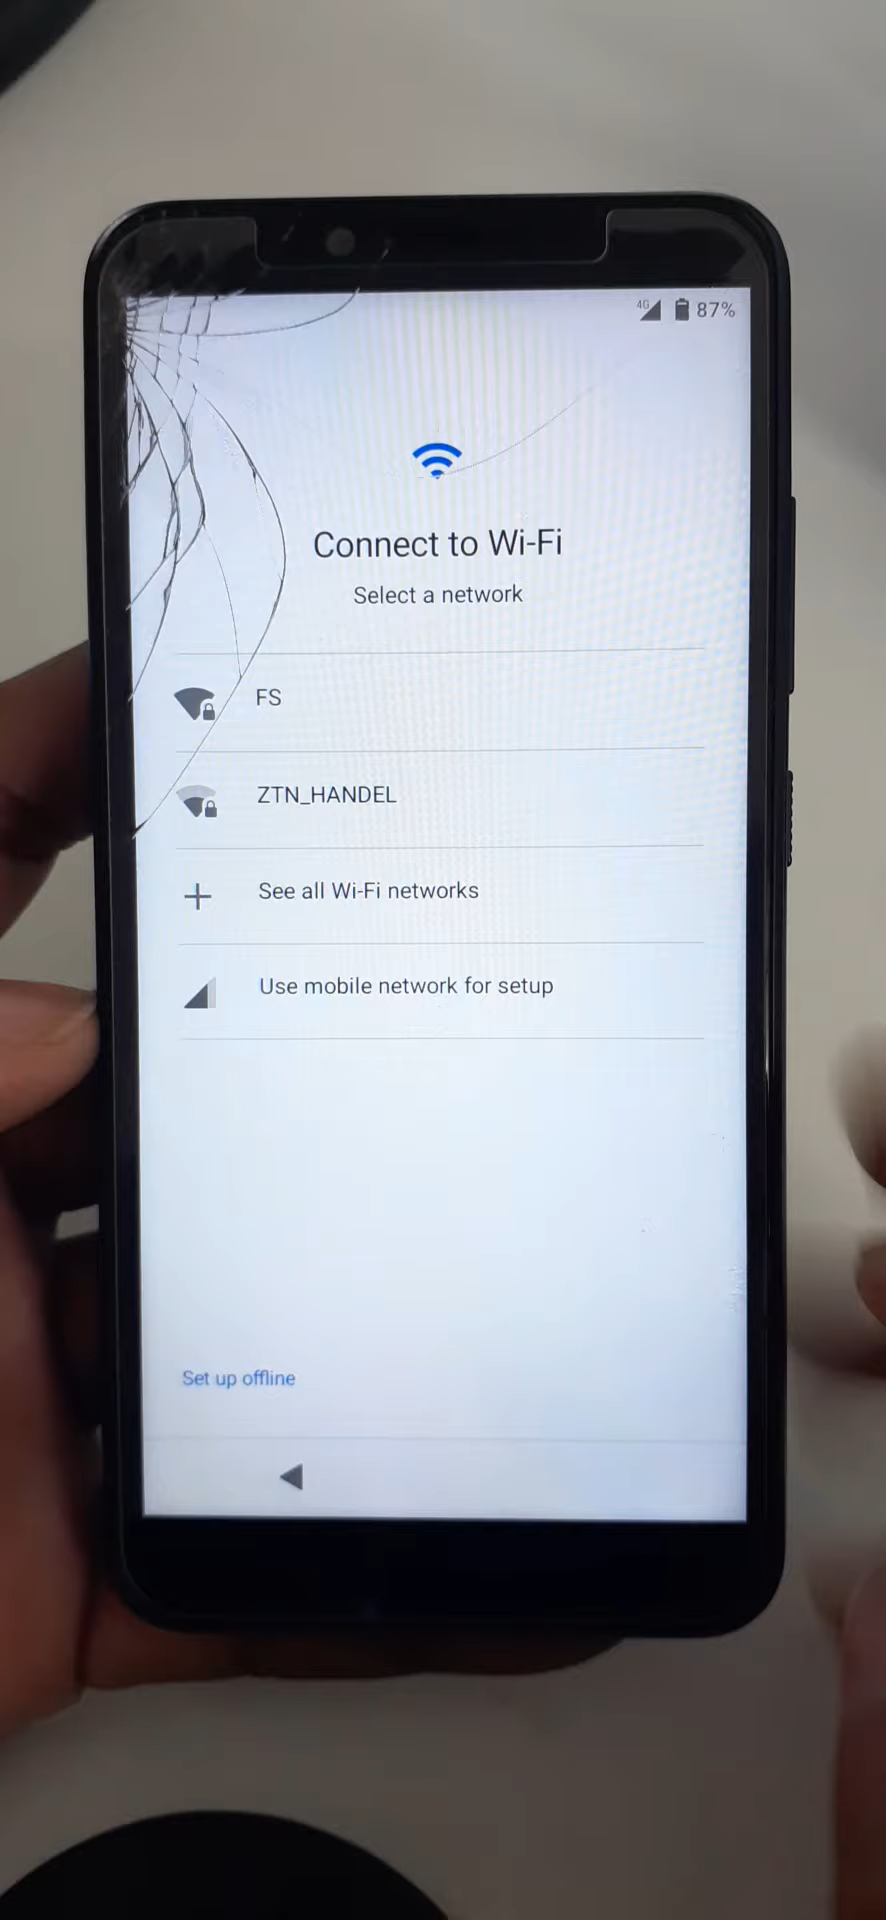 4G 87%
Connect to Wi-Fi
Select a network
FS
ZTN_HANDEL
See all Wi-Fi networks
Use mobile network for setup
Set up offline